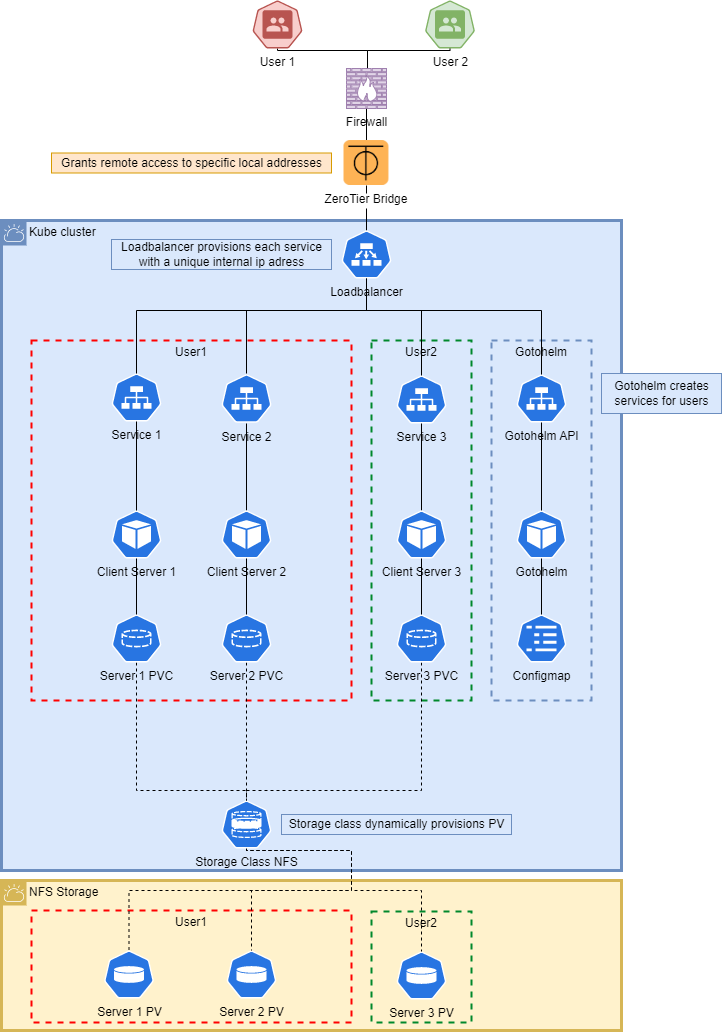 User 1
User 2
Firewall
Grants remote access to specific local addresses
ZeroTier Bridge
Kube cluster
Loadbalancer provisions each service
with a unique internal ip adress
Loadbalancer
User1
User2
Gotohelm
Gotohelm creates
services for users
Service 1
Service 2
Service 3
Gotohelm API
Client Server 1
Client Server 2
Client Server 3
Gotohelm
Server 1 PVC
Server 2 PVC
Server 3 PVC
Configmap
Storage class dynamically provisions PV
Storage Class NFS
NFS Storage
User1
User2
Server 1 PV
Server 2 PV
Server 3 PV